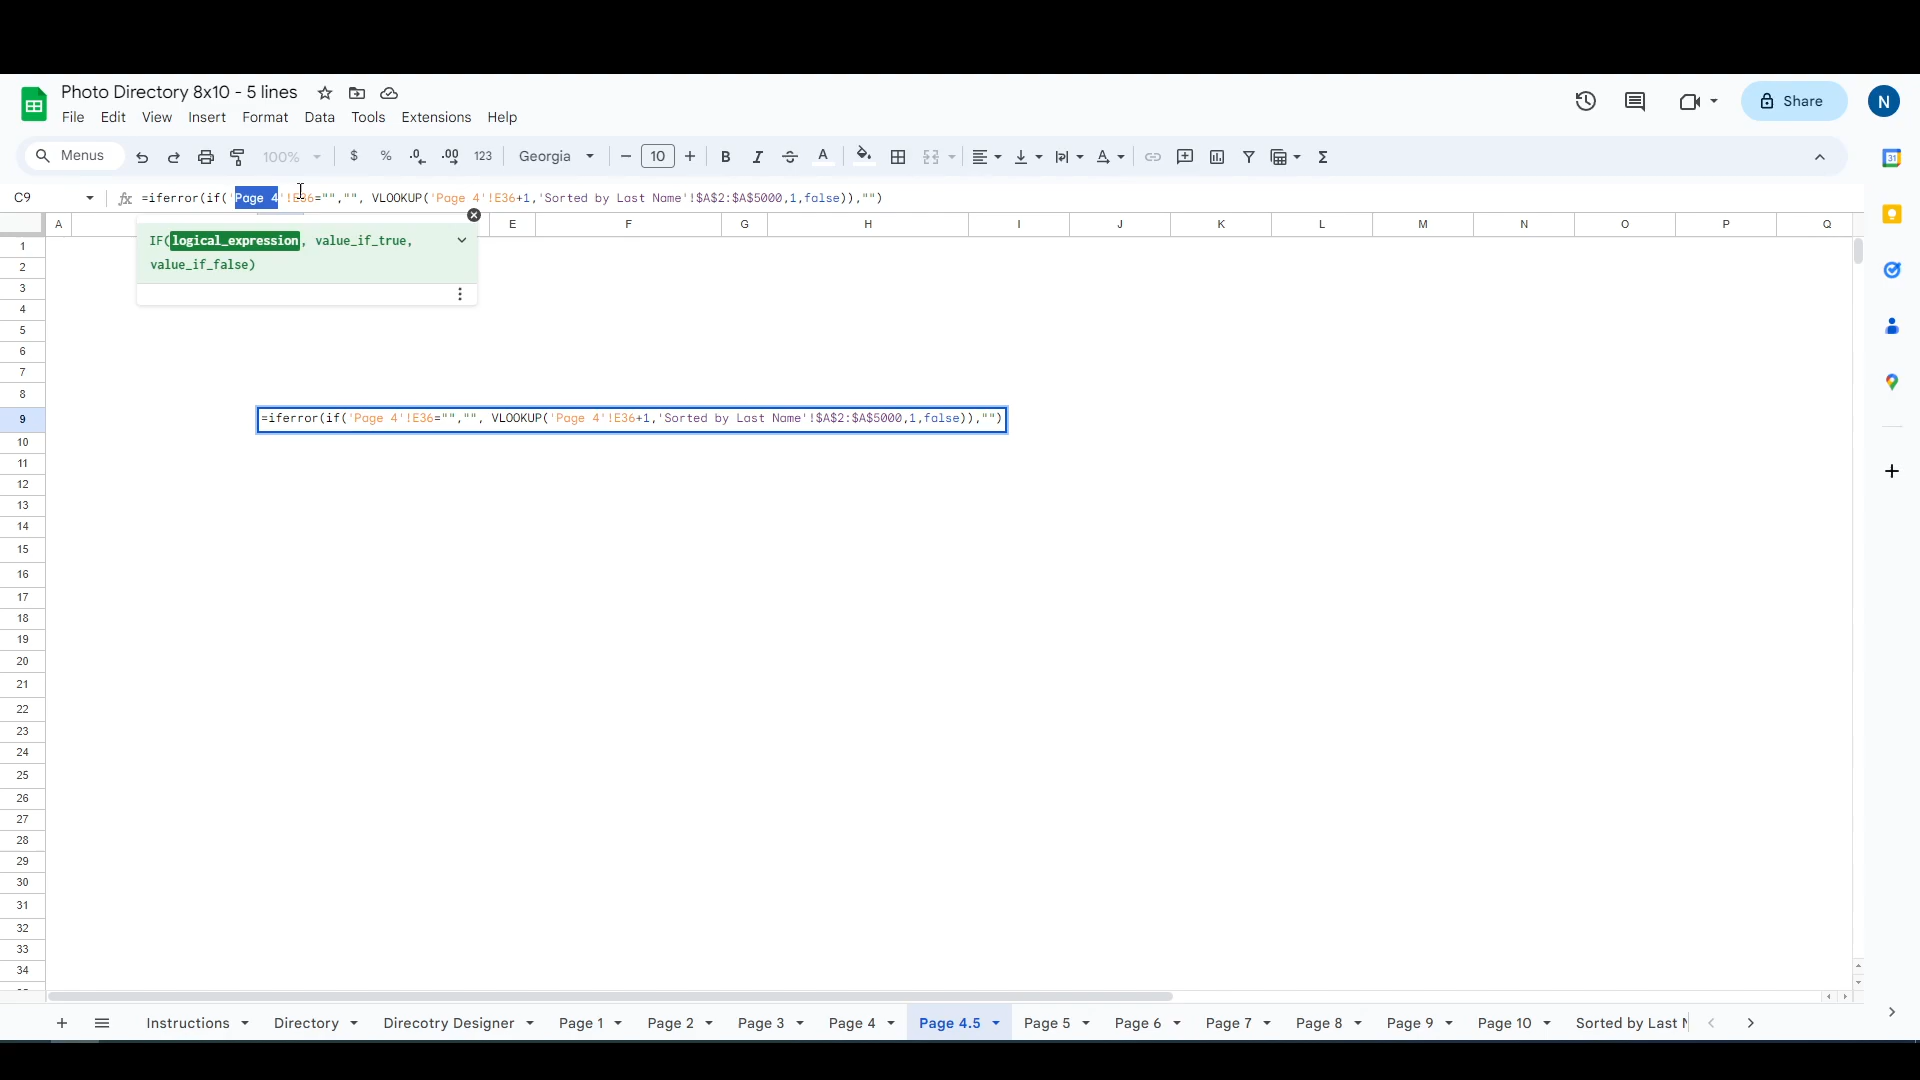 Photo Directory 8x10 - 5 lines
File Edit View Insert Format Data Tools Extensions Help
Share
N
Menus 100% $ % .0 .00 123 Georgia 10 B I S A Σ
C9
fx =iferror(if('Page 4'!E36="","", VLOOKUP('Page 4'!E36+1,'Sorted by Last Name'!$A$2:$A$5000,1,false)),"")
A E F G H I J K L M N O P Q
IF(logical_expression, value_if_true,
value_if_false)
1
2
3
4
5
6
7
8
9 =iferror(if('Page 4'!E36="","", VLOOKUP('Page 4'!E36+1,'Sorted by Last Name'!$A$2:$A$5000,1,false)),"")
10
11
12
13
14
15
16
17
18
19
20
21
22
23
24
25
26
27
28
29
30
31
32
33
34
31
Instructions Directory Direcotry Designer Page 1 Page 2 Page 3 Page 4 Page 4.5 Page 5 Page 6 Page 7 Page 8 Page 9 Page 10 Sorted by Last